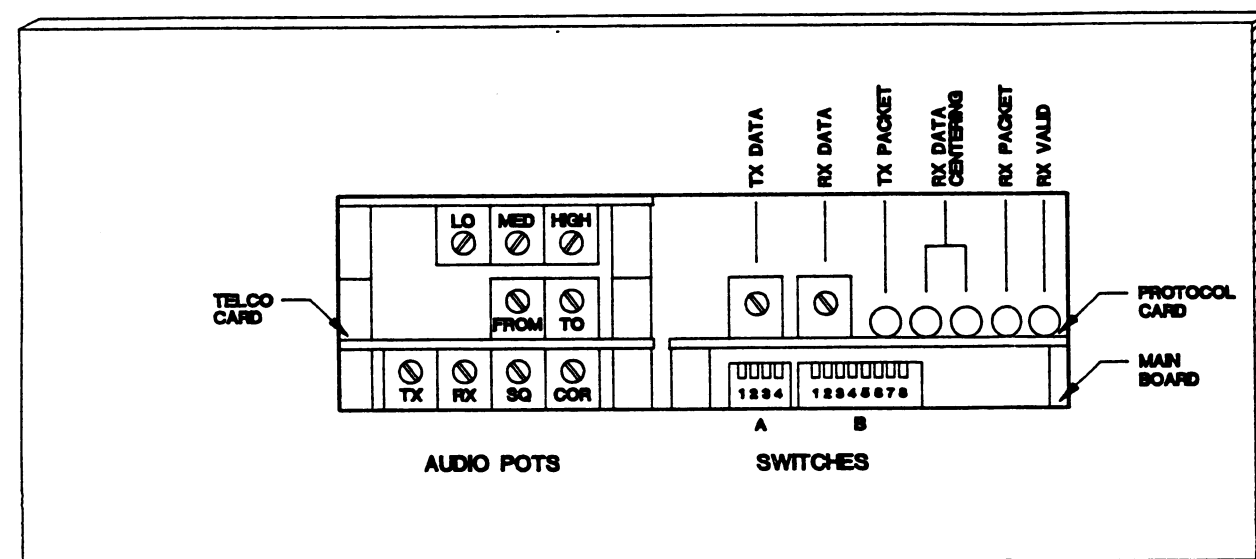 TX DATA
RX DATA
TX PACKET
RX DATA
CENTERING
RX PACKET
RX VALID
LO MED HIGH
FROM TO
TELCO
CARD
PROTOCOL
CARD
TX RX SQ COR
1234
12345678
MAIN
BOARD
A
B
AUDIO POTS
SWITCHES